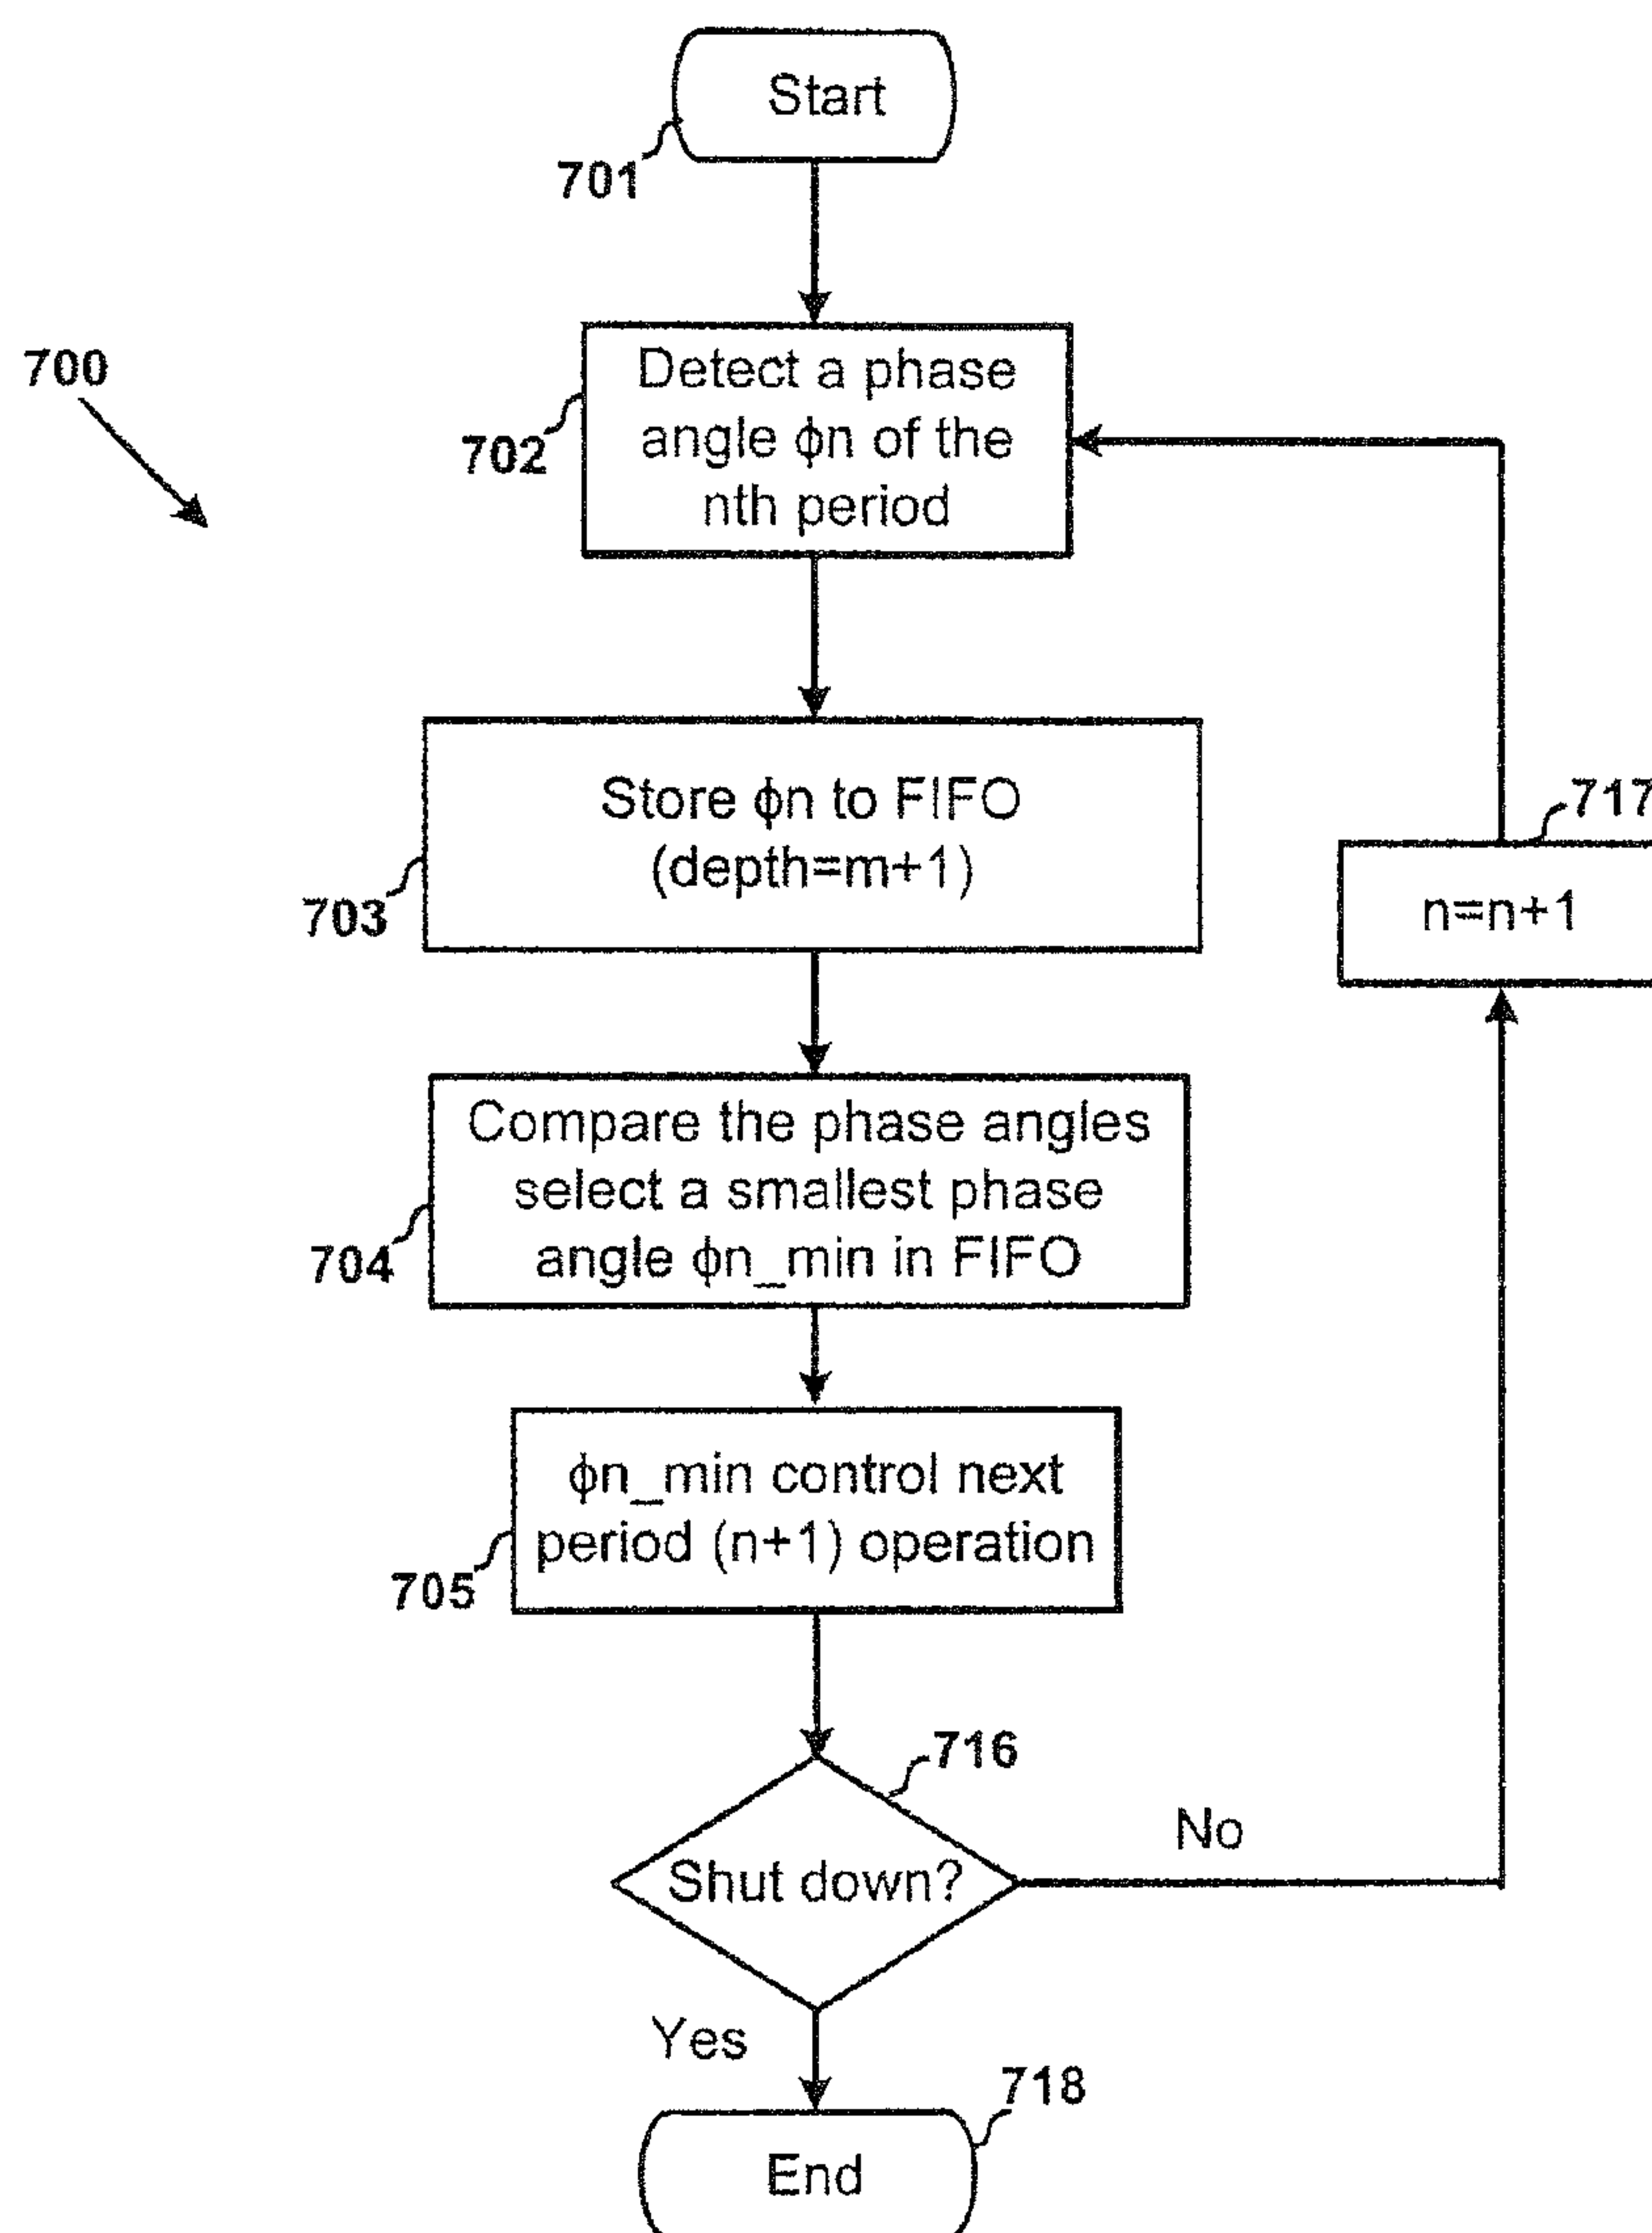 Start
701
700
Detect a phase
angle ϕn of the
nth period
702
Store ϕn to FIFO
(depth=m+1)
703
717
n=n+1
Compare the phase angles
select a smallest phase
angle ϕn_min in FIFO
704
ϕn_min control next
period (n+1) operation
705
716
Shut down?
No
Yes
718
End